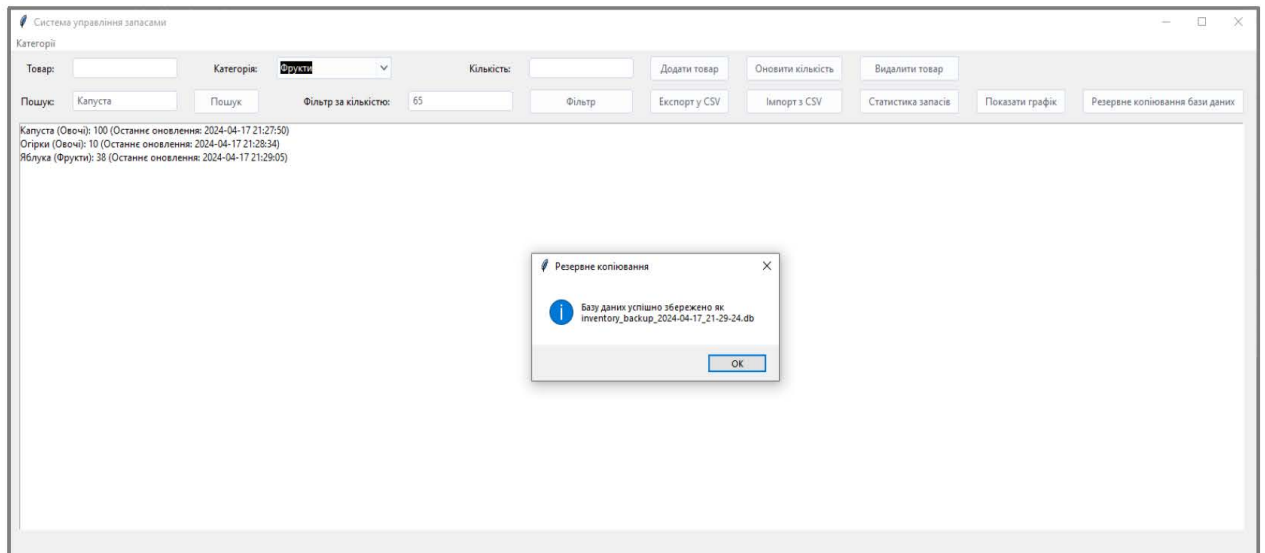 Система управління запасами
Категорії
Товар: Категорія: Фрукти Кількість: Додати товар Оновити кількість Видалити товар
Пошук: Капуста Пошук Фільтр за кількістю: 65 Фільтр Експорт у CSV Імпорт з CSV Статистика запасів Показати графік Резервне копіювання бази даних
Капуста (Овочі): 100 (Останнє оновлення: 2024-04-17 21:27:50)
Огірки (Овочі): 10 (Останнє оновлення: 2024-04-17 21:28:34)
Яблука (Фрукти): 38 (Останнє оновлення: 2024-04-17 21:29:05)
Резервне копіювання
Базу даних успішно збережено як
inventory_backup_2024-04-17_21-29-24.db
OK